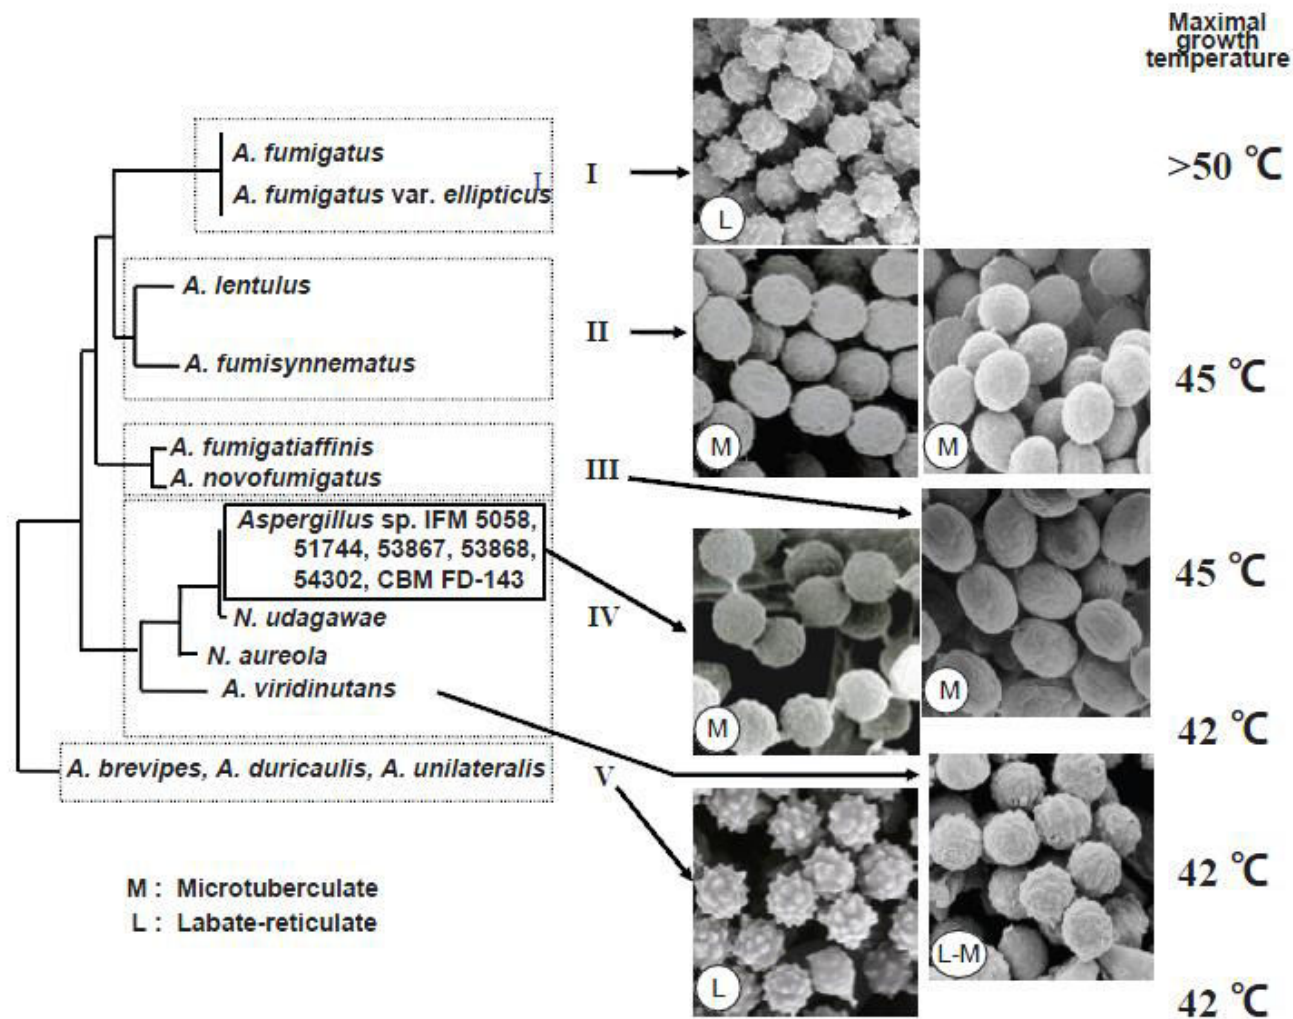 Maximal
growth
temperature
A. fumigatus
A. fumigatus var. ellipticus
I
I
L
>50 ℃
A. lentulus
A. fumisynnematus
II
M
M
45 ℃
A. fumigatiaffinis
A. novofumigatus
III
M
45 ℃
Aspergillus sp. IFM 5058,
51744, 53867, 53868,
54302, CBM FD-143
N. udagawae
N. aureola
A. viridinutans
IV
M
42 ℃
A. brevipes, A. duricaulis, A. unilateralis
V
L-M
42 ℃
L
42 ℃
M : Microtuberculate
L : Labate-reticulate